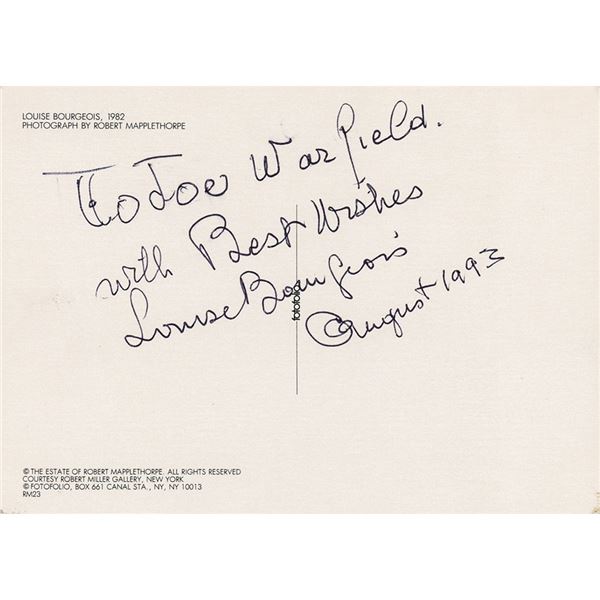 LOUISE BOURGEOIS, 1982
PHOTOGRAPH BY ROBERT MAPPLETHORPE
To Joe Warfield.
with Best Wishes
Louise Bourgeois
August 1993
fotofolio
© THE ESTATE OF ROBERT MAPPLETHORPE. ALL RIGHTS RESERVED
COURTESY ROBERT MILLER GALLERY, NEW YORK
© FOTOFOLIO, BOX 661 CANAL STA., NY, NY 10013
RM23